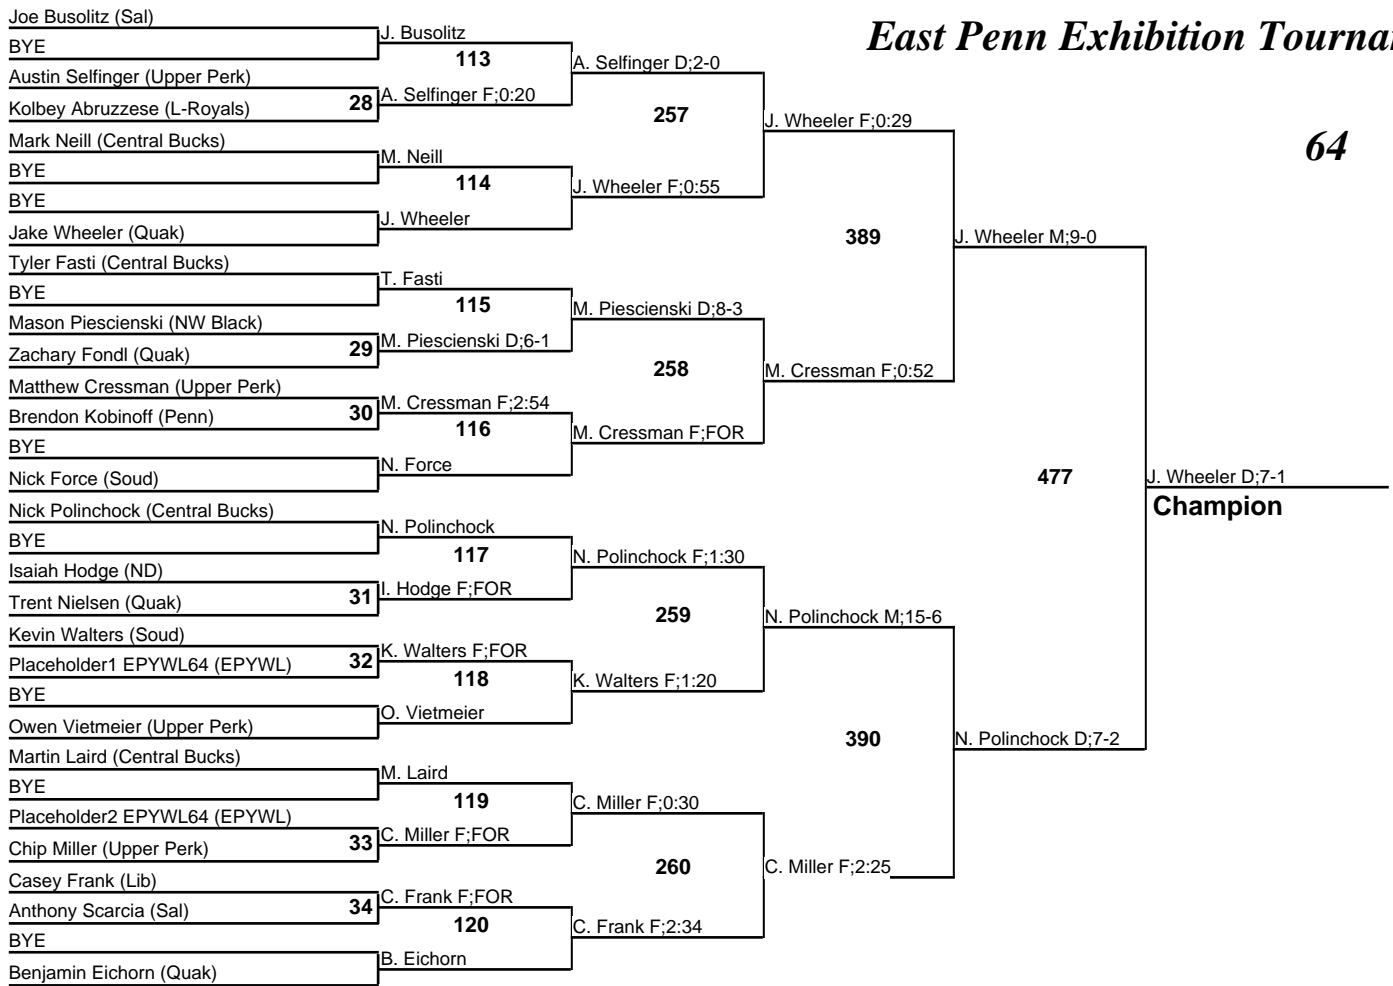 East Penn Exhibition Tourna
64
Joe Busolitz (Sal)
BYE
Austin Selfinger (Upper Perk)
Kolbey Abruzzese (L-Royals)
Mark Neill (Central Bucks)
BYE
BYE
Jake Wheeler (Quak)
Tyler Fasti (Central Bucks)
BYE
Mason Piescienski (NW Black)
Zachary Fondl (Quak)
Matthew Cressman (Upper Perk)
Brendon Kobinoff (Penn)
BYE
Nick Force (Soud)
Nick Polinchock (Central Bucks)
BYE
Isaiah Hodge (ND)
Trent Nielsen (Quak)
Kevin Walters (Soud)
Placeholder1 EPYWL64 (EPYWL)
BYE
Owen Vietmeier (Upper Perk)
Martin Laird (Central Bucks)
BYE
Placeholder2 EPYWL64 (EPYWL)
Chip Miller (Upper Perk)
Casey Frank (Lib)
Anthony Scarcia (Sal)
BYE
Benjamin Eichorn (Quak)
28
29
30
31
32
33
34
J. Busolitz
113
A. Selfinger F;0:20
M. Neill
114
J. Wheeler
T. Fasti
115
M. Piescienski D;6-1
M. Cressman F;2:54
116
N. Force
N. Polinchock
117
I. Hodge F;FOR
K. Walters F;FOR
118
O. Vietmeier
M. Laird
119
C. Miller F;FOR
C. Frank F;FOR
120
B. Eichorn
A. Selfinger D;2-0
257
J. Wheeler F;0:55
M. Piescienski D;8-3
258
M. Cressman F;FOR
N. Polinchock F;1:30
259
K. Walters F;1:20
C. Miller F;0:30
260
C. Frank F;2:34
J. Wheeler F;0:29
389
M. Cressman F;0:52
N. Polinchock M;15-6
390
C. Miller F;2:25
J. Wheeler M;9-0
477
N. Polinchock D;7-2
J. Wheeler D;7-1
Champion